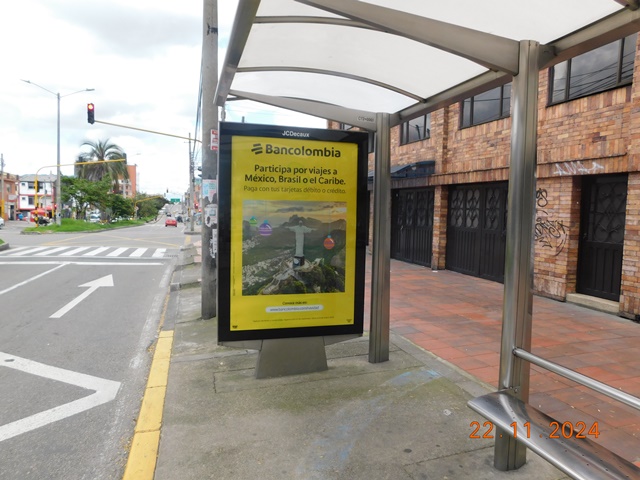 JCDecaux
Bancolombia
Participa por viajes a
México, Brasil o el Caribe.
Paga con tus tarjetas débito o crédito.
22.11.2024